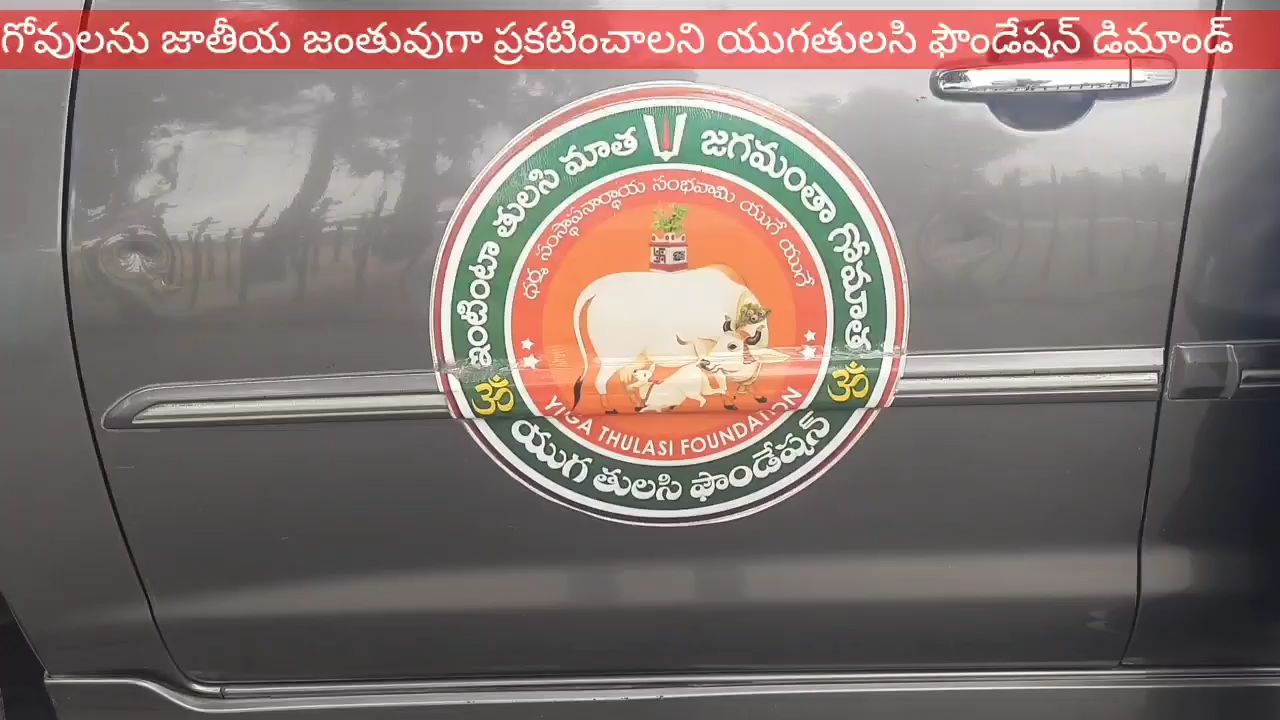 గోవులను జాతీయ జంతువుగా ప్రకటించాలని యుగతులసి ఫౌండేషన్ డిమాండ్
ఇంటింటా తులసి మాత జగమంతా గోమాత
ధర్మ సంస్థాపనార్థాయ సంభవామి యుగే యుగే
YUGA THULASI FOUNDATION
ॐ ॐ
యుగ తులసి ఫౌండేషన్